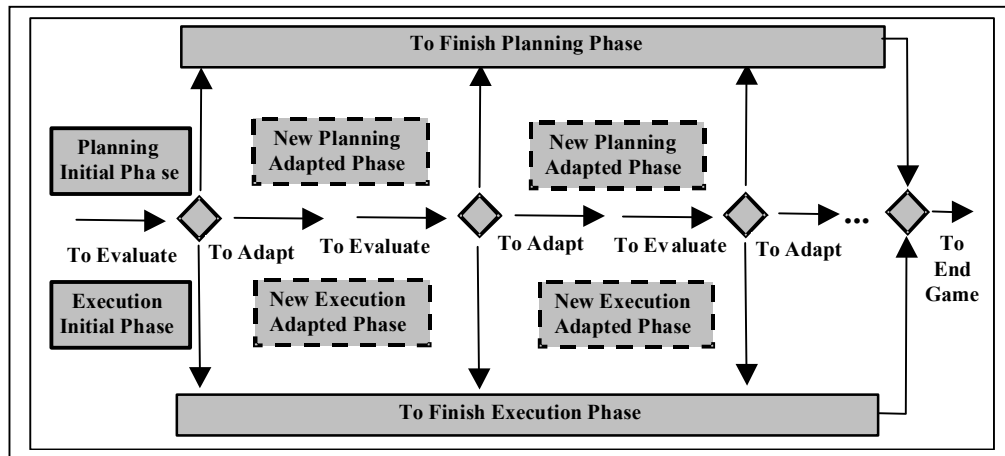 To Finish Planning Phase
Planning
Initial Pha se
New Planning
Adapted Phase
New Planning
Adapted Phase
To Evaluate
To Adapt
To Evaluate
To Adapt
To Evaluate
To Adapt
...
To
End
Game
Execution
Initial Phase
New Execution
Adapted Phase
New Execution
Adapted Phase
To Finish Execution Phase